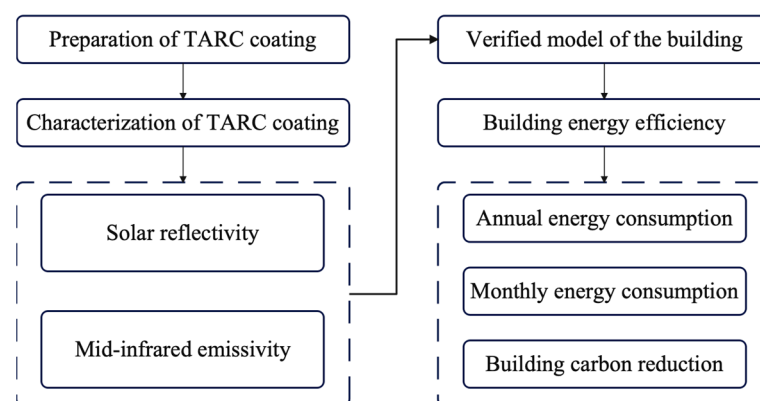 Preparation of TARC coating
Characterization of TARC coating
Solar reflectivity
Mid-infrared emissivity
Verified model of the building
Building energy efficiency
Annual energy consumption
Monthly energy consumption
Building carbon reduction